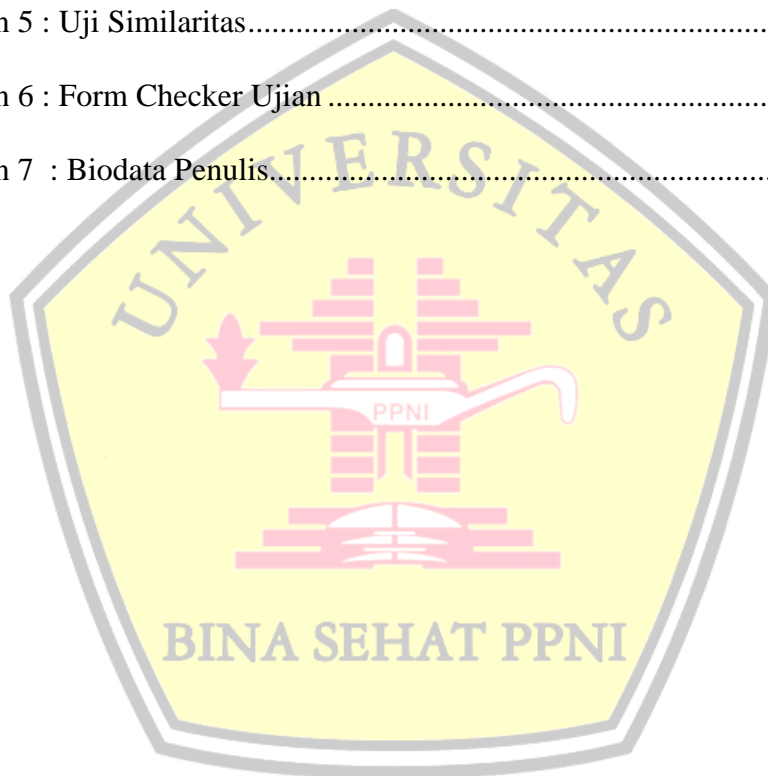 n 5 : Uji Similaritas................................................................
n 6 : Form Checker Ujian ........................................................
n 7 : Biodata Penulis................................................................
UNIVERSITAS
PPNI
BINA SEHAT PPNI